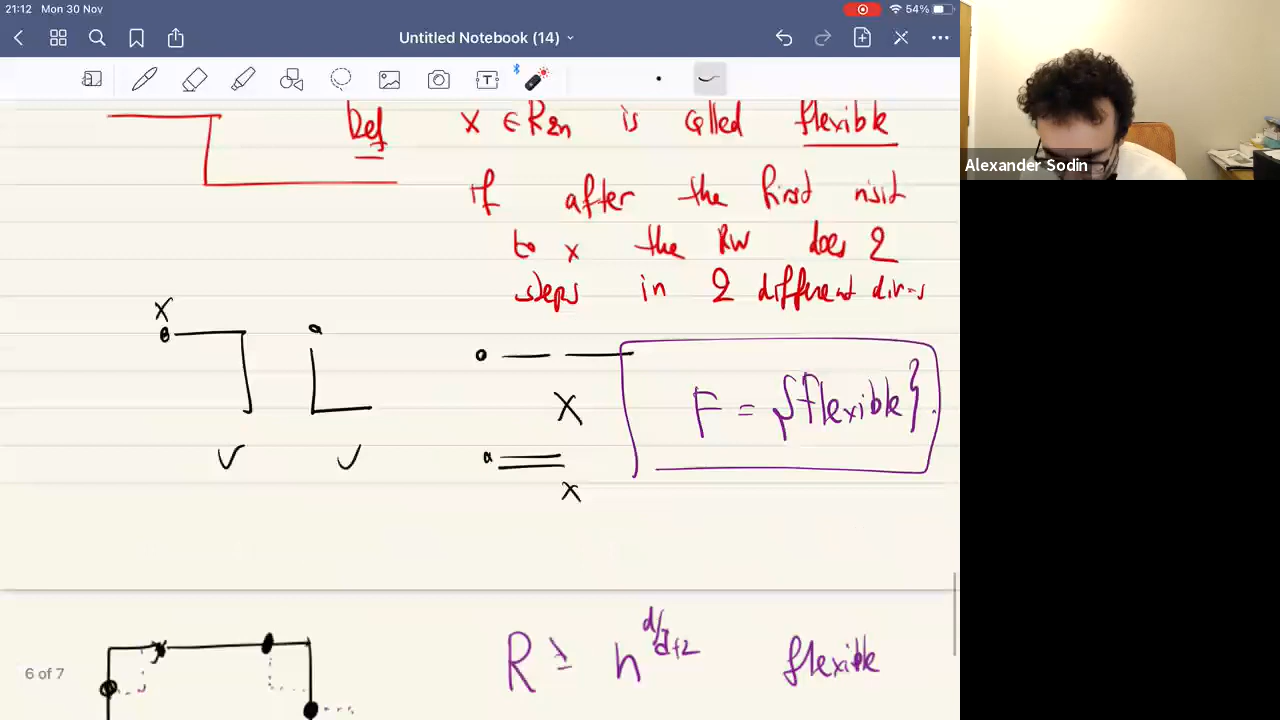 21:12 Mon 30 Nov
54%
Untitled Notebook (14)
Alexander Sodin
Def x ∈ R2n is called flexible
if after the first visit
to x the RW does 2
steps in 2 different dir-s
x
F = {flexible}.
X
X
6 of 7
R ≥ n^{d/d+2} flexible